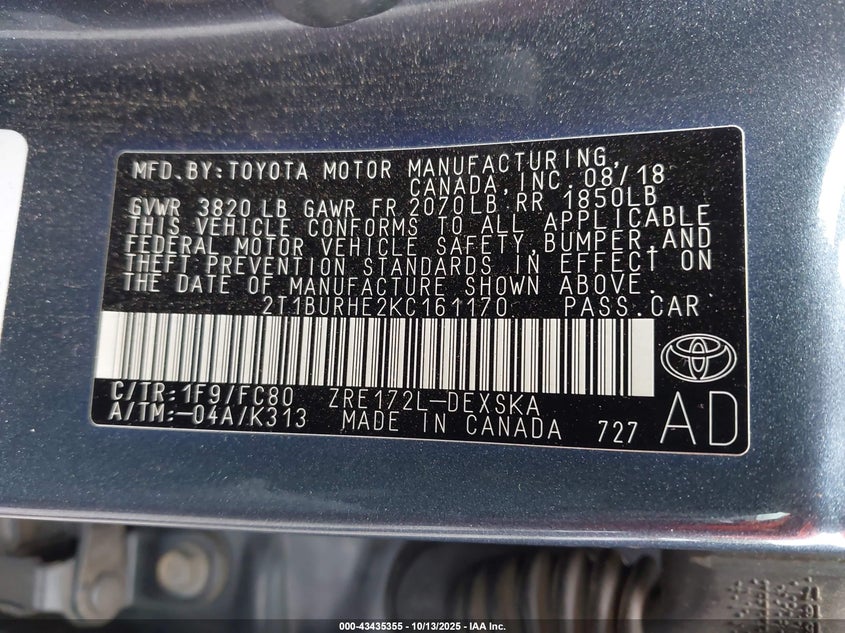 MFD.BY:TOYOTA MOTOR MANUFACTURING,
CANADA,INC. 08/18
GVWR 3820 LB GAWR FR 2070 LB RR 1850LB
THIS VEHICLE CONFORMS TO ALL APPLICABLE
FEDERAL MOTOR VEHICLE SAFETY,BUMPER,AND
THEFT PREVENTION STANDARDS IN EFFECT ON
THE DATE OF MANUFACTURE SHOWN ABOVE.
2T1BURHE2KC161170 PASS.CAR
C/TR:1F9/FC80 ZRE172L-DEXSKA
A/TM:-04A/K313 MADE IN CANADA 727 AD
000-43435355 - 10/13/2025 - IAA Inc.